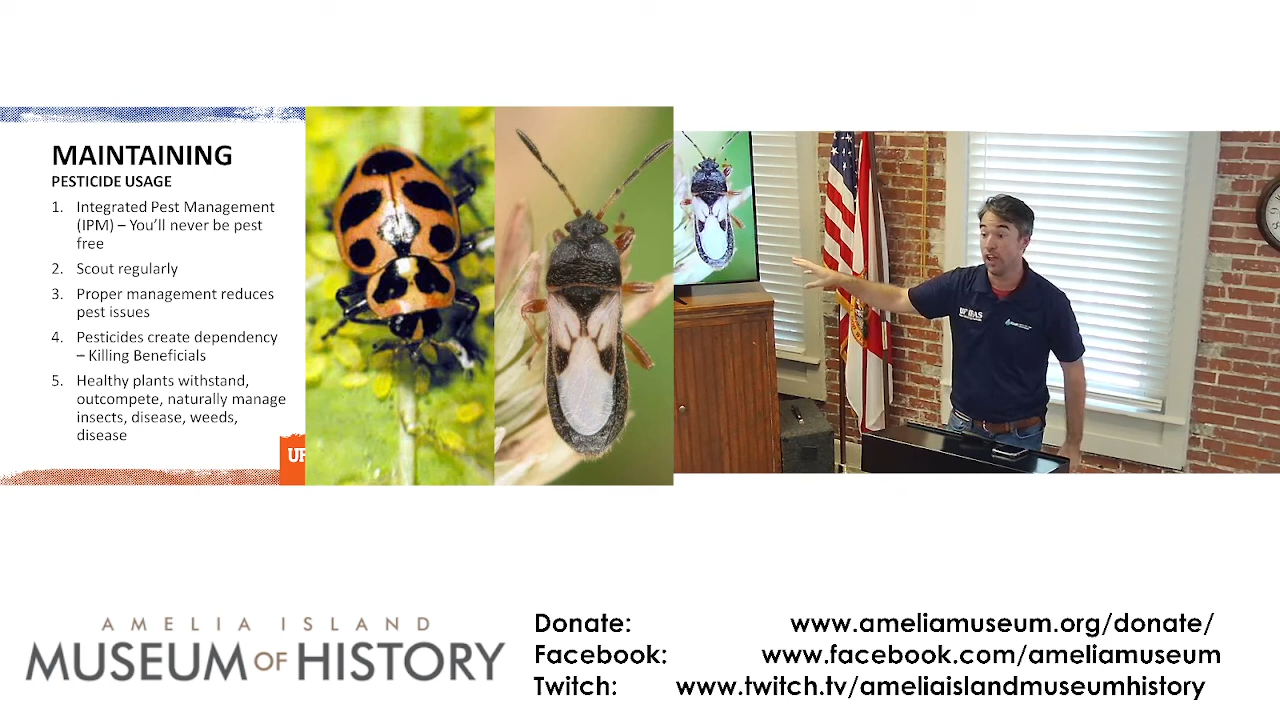 MAINTAINING
PESTICIDE USAGE
1. Integrated Pest Management
(IPM) – You'll never be pest
free
2. Scout regularly
3. Proper management reduces
pest issues
4. Pesticides create dependency
– Killing Beneficials
5. Healthy plants withstand,
outcompete, naturally manage
insects, disease, weeds,
disease
UF
UF IFAS
AMELIA ISLAND
MUSEUM OF HISTORY
Donate: www.ameliamuseum.org/donate/
Facebook: www.facebook.com/ameliamuseum
Twitch: www.twitch.tv/ameliaislandmuseumhistory